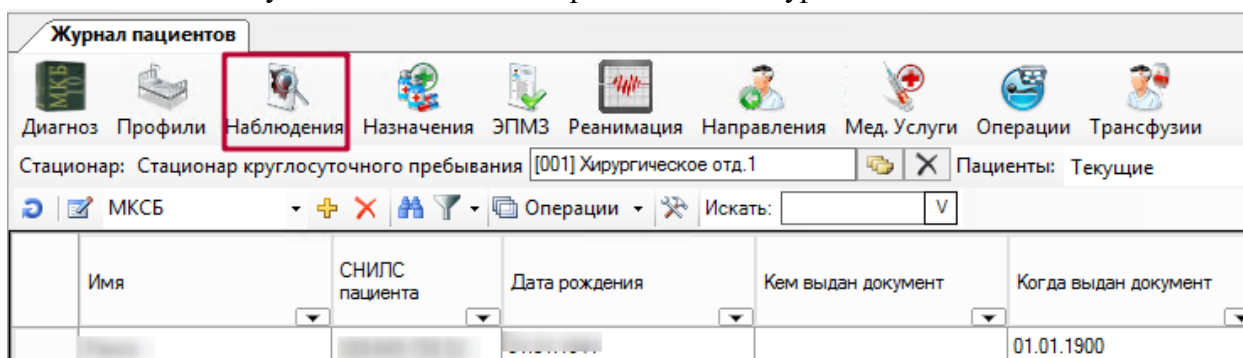 Журнал пациентов
МКБ 10
Диагноз Профили Наблюдения Назначения ЭПМЗ Реанимация Направления Мед. Услуги Операции Трансфузии
Стационар: Стационар круглосуточного пребывания [001] Хирургическое отд.1 Пациенты: Текущие
МКСБ Операции Искать: V
Имя СНИЛС пациента Дата рождения Кем выдан документ Когда выдан документ
01.01.1900